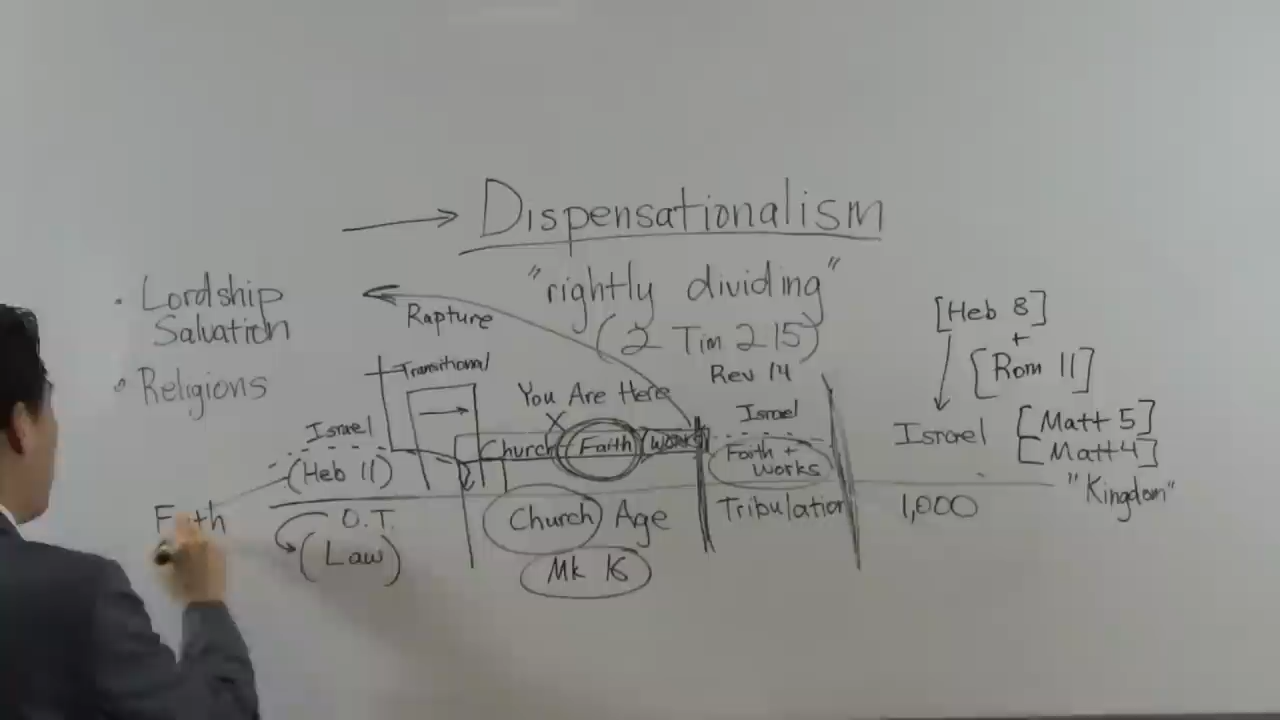 Dispensationalism
"rightly dividing"
(2 Tim 2 15)
• Lordship
Salvation
• Religions
Rapture
Transitional
You Are Here
X
Rev 14
[Heb 8]
+
[Rom 11]
Israel
(Heb 11)
Church
Faith
Works
Israel
Faith +
Works
Israel
[Matt 5]
[Matt 4]
"Kingdom"
O.T.
(Law)
Church Age
Mk 16
Tribulation
1,000